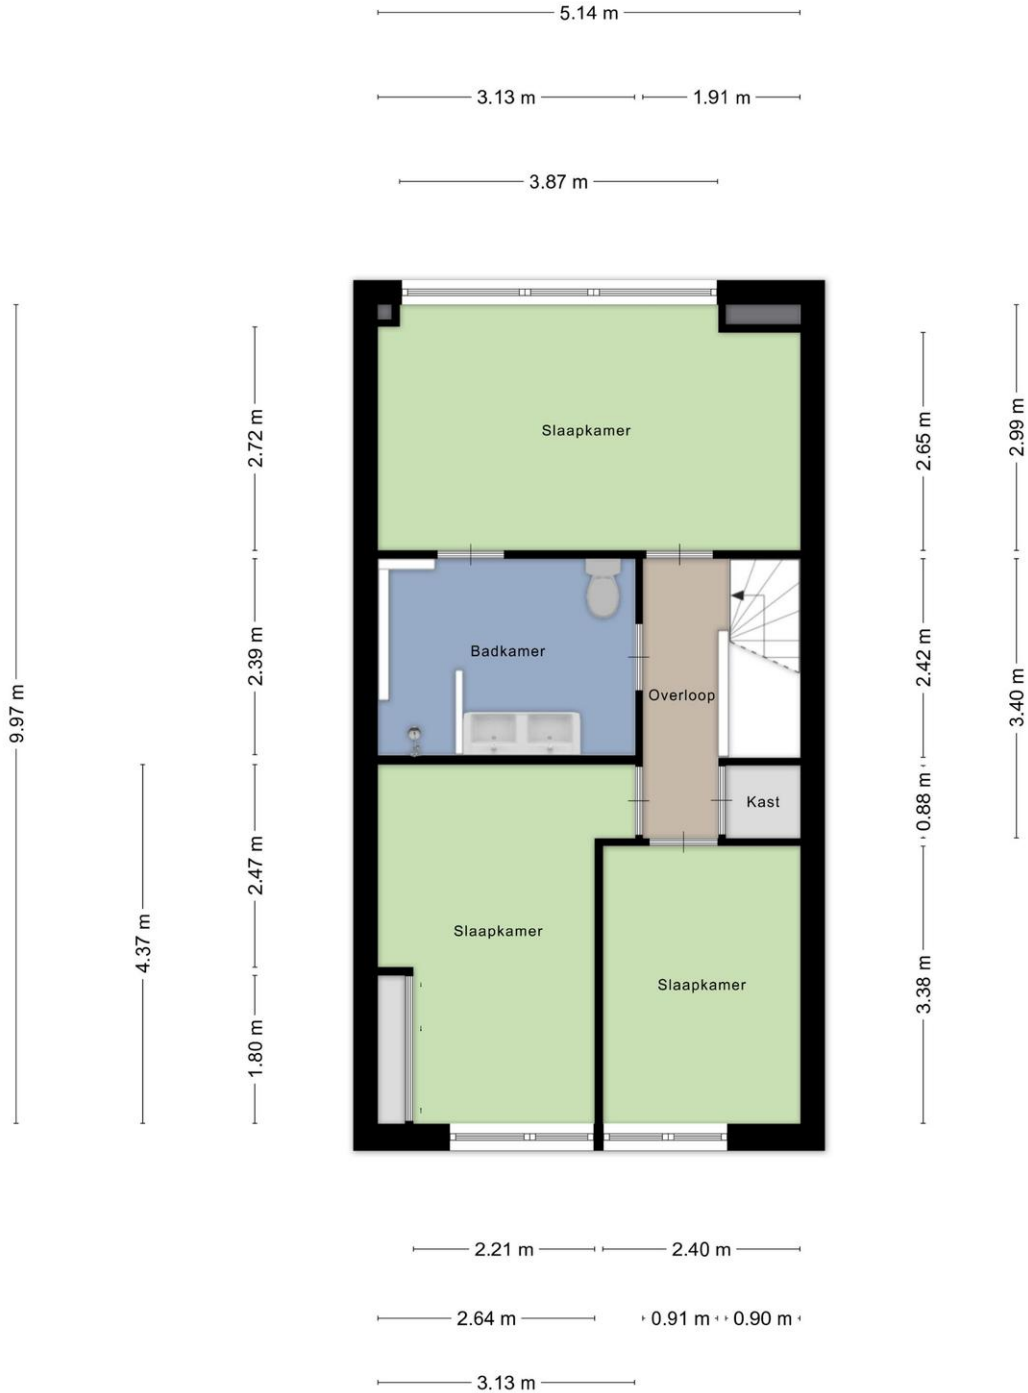 5.14 m
3.13 m
1.91 m
3.87 m
2.72 m
2.39 m
2.47 m
1.80 m
4.37 m
9.97 m
Slaapkamer
Badkamer
Overloop
Kast
Slaapkamer
Slaapkamer
2.65 m
2.42 m
0.88 m
3.38 m
2.99 m
3.40 m
2.21 m
2.40 m
2.64 m
0.91 m
0.90 m
3.13 m